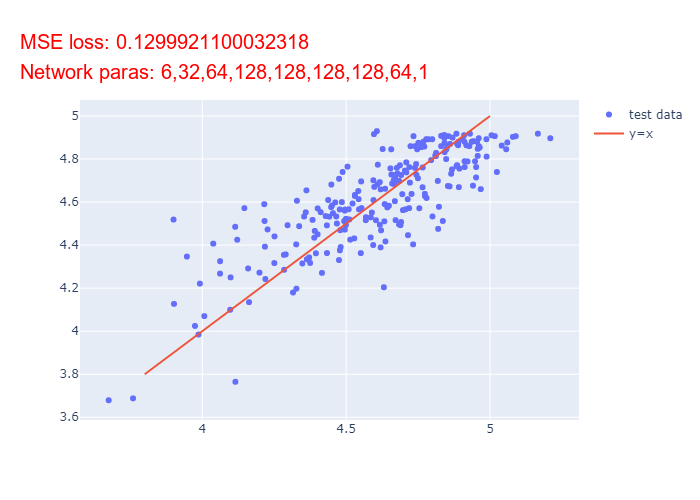 MSE loss: 0.1299921100032318
Network paras: 6,32,64,128,128,128,128,64,1
5
4.8
4.6
4.4
4.2
4
3.8
3.6
4
4.5
5
test data
y=x